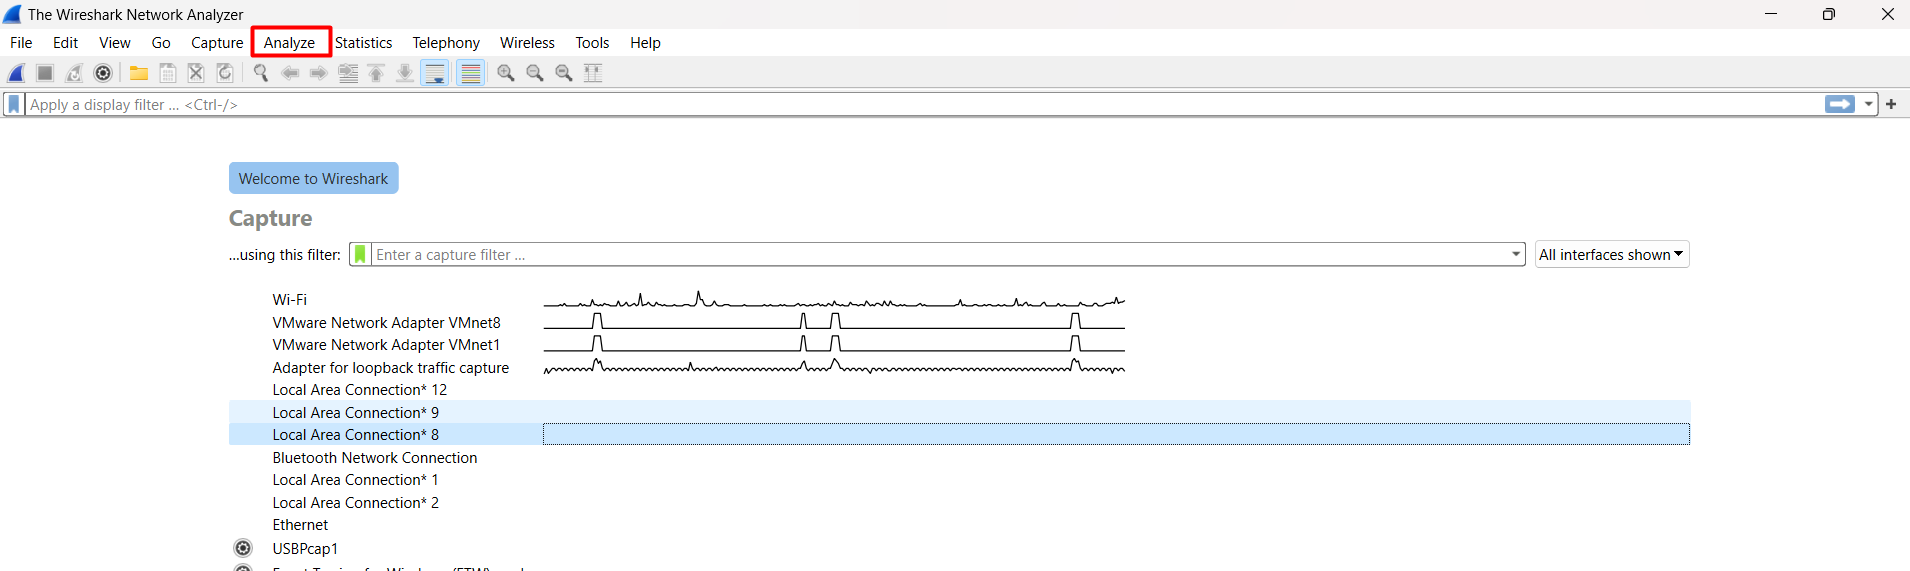 The Wireshark Network Analyzer
File Edit View Go Capture Analyze Statistics Telephony Wireless Tools Help
Apply a display filter ... <Ctrl-/>
Welcome to Wireshark
Capture
...using this filter: Enter a capture filter ... All interfaces shown
Wi-Fi
VMware Network Adapter VMnet8
VMware Network Adapter VMnet1
Adapter for loopback traffic capture
Local Area Connection* 12
Local Area Connection* 9
Local Area Connection* 8
Bluetooth Network Connection
Local Area Connection* 1
Local Area Connection* 2
Ethernet
USBPcap1